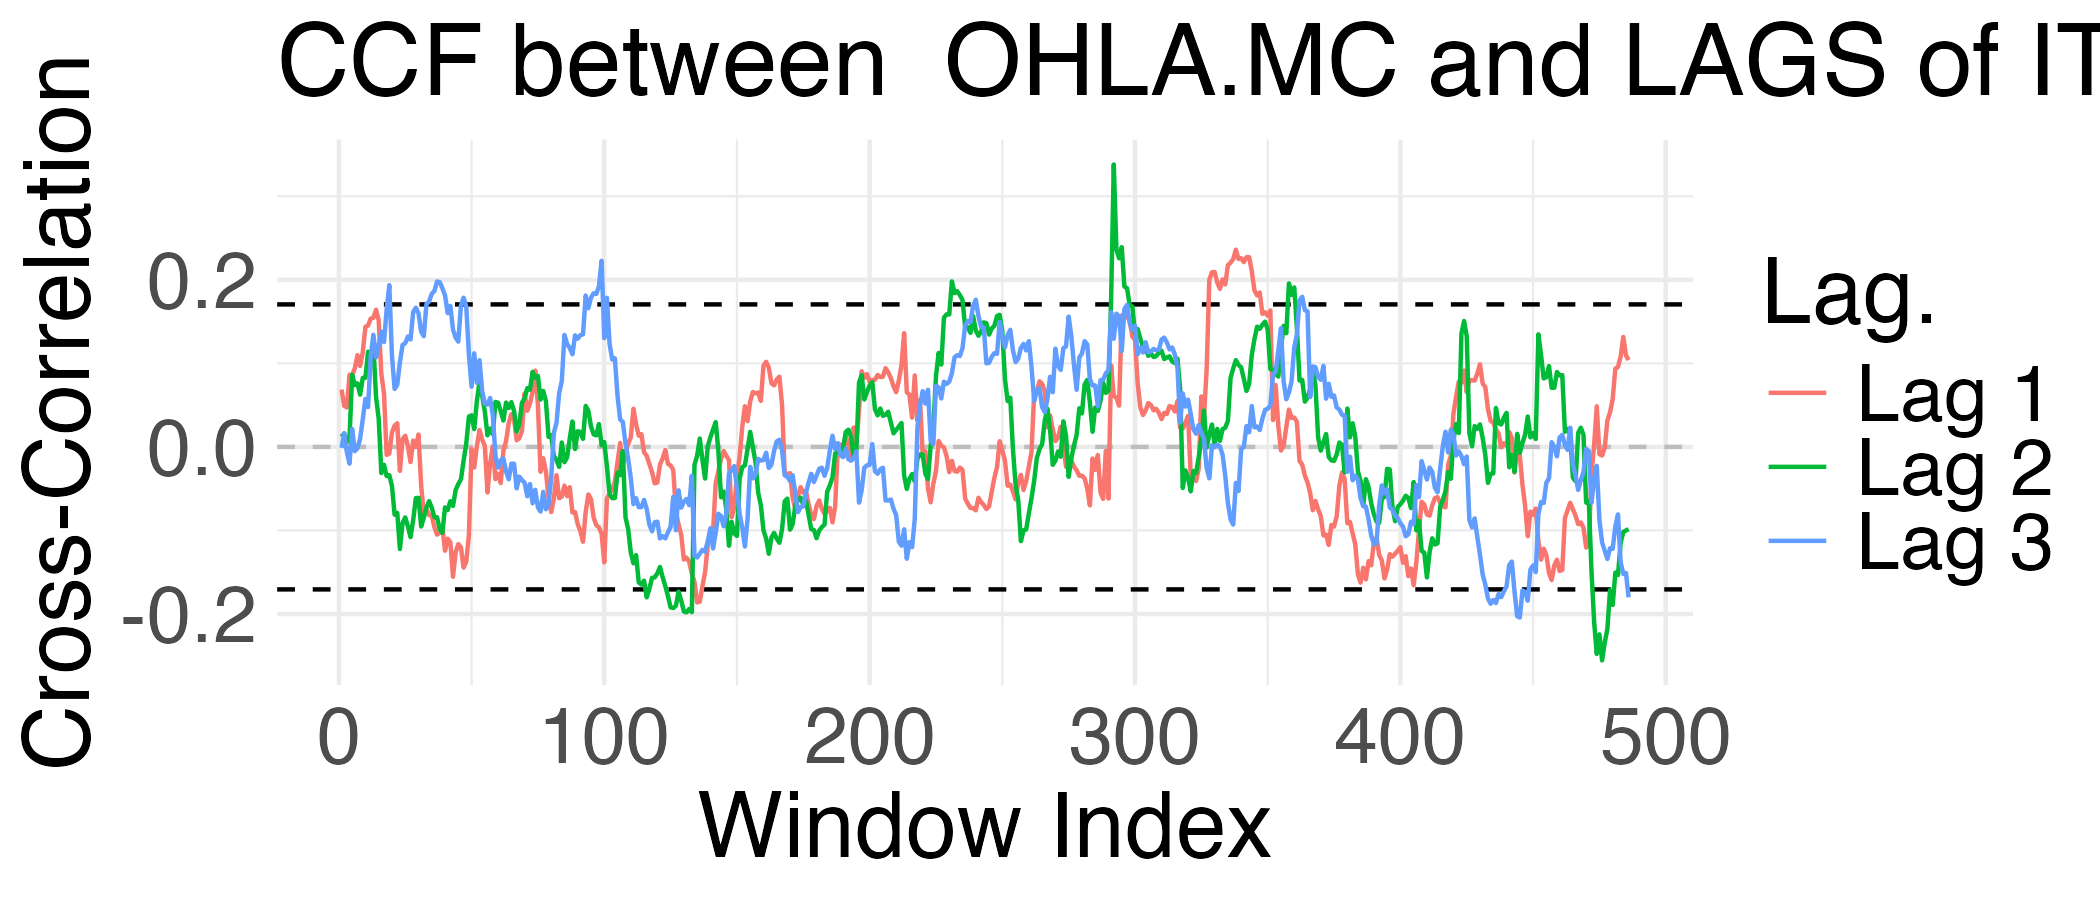 CCF between OHLA.MC and LAGS of IT
Cross-Correlation
0.2
0.0
-0.2
0
100
200
300
400
500
Window Index
Lag.
Lag 1
Lag 2
Lag 3